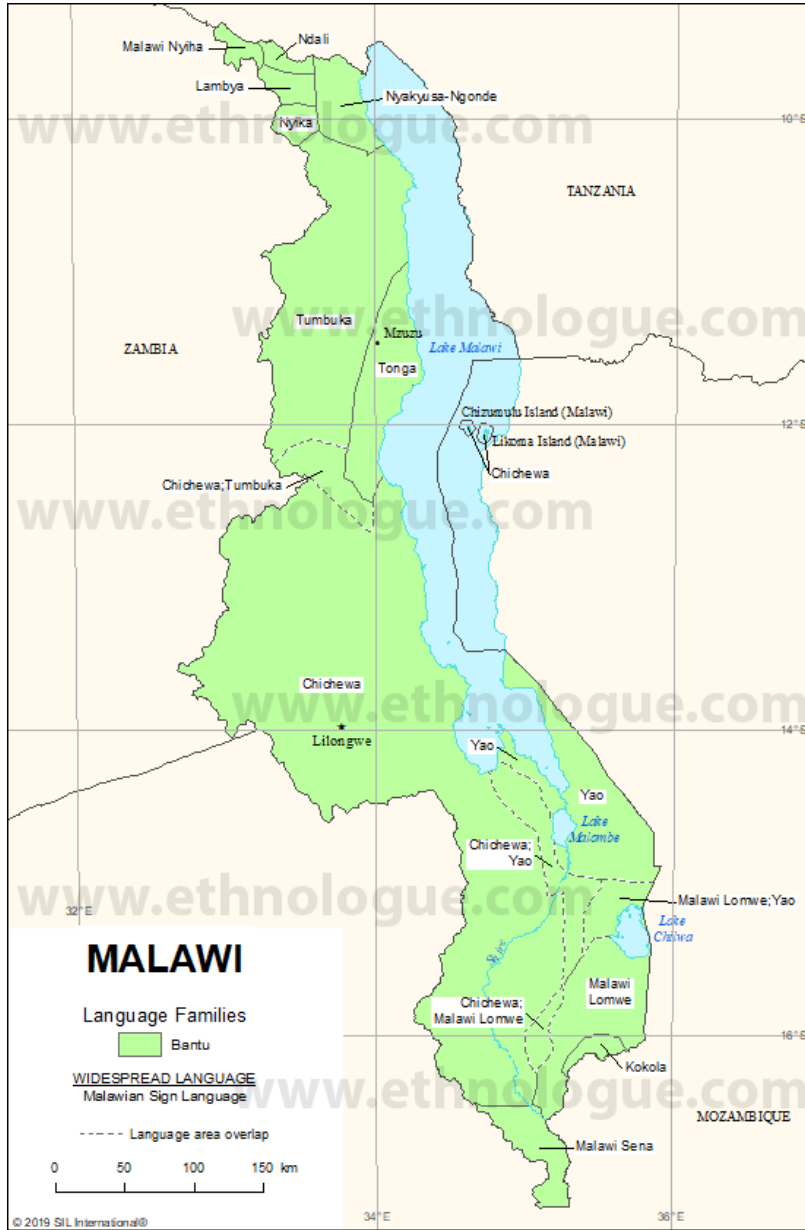 Malawi Nyiha
Ndali
Lambya
Nyakyusa-Ngonde
www.ethnologue.com
10°S
Nyika
TANZANIA
www.ethnologue.com
Tumbuka
Mzuzu
ZAMBIA
Lake Malawi
Tonga
Chizumulu Island (Malawi)
12°S
Likoma Island (Malawi)
Chichewa
Chichewa;Tumbuka
www.ethnologue.com
Chichewa
www.ethnologue.com
14°S
Lilongwe
Yao
Yao
Lake
Malombe
Chichewa;
Yao
www.ethnologue.com
Malawi Lomwe;Yao
32°E
Lake
Chilwa
MALAWI
Malawi
Lomwe
Language Families
Chichewa;
Malawi Lomwe
Bantu
16°S
Kokola
WIDESPREAD LANGUAGE
Malawian Sign Language
www.ethnologue.com
MOZAMBIQUE
Language area overlap
Malawi Sena
0 50 100 150 km
© 2019 SIL International®
34°E
36°E